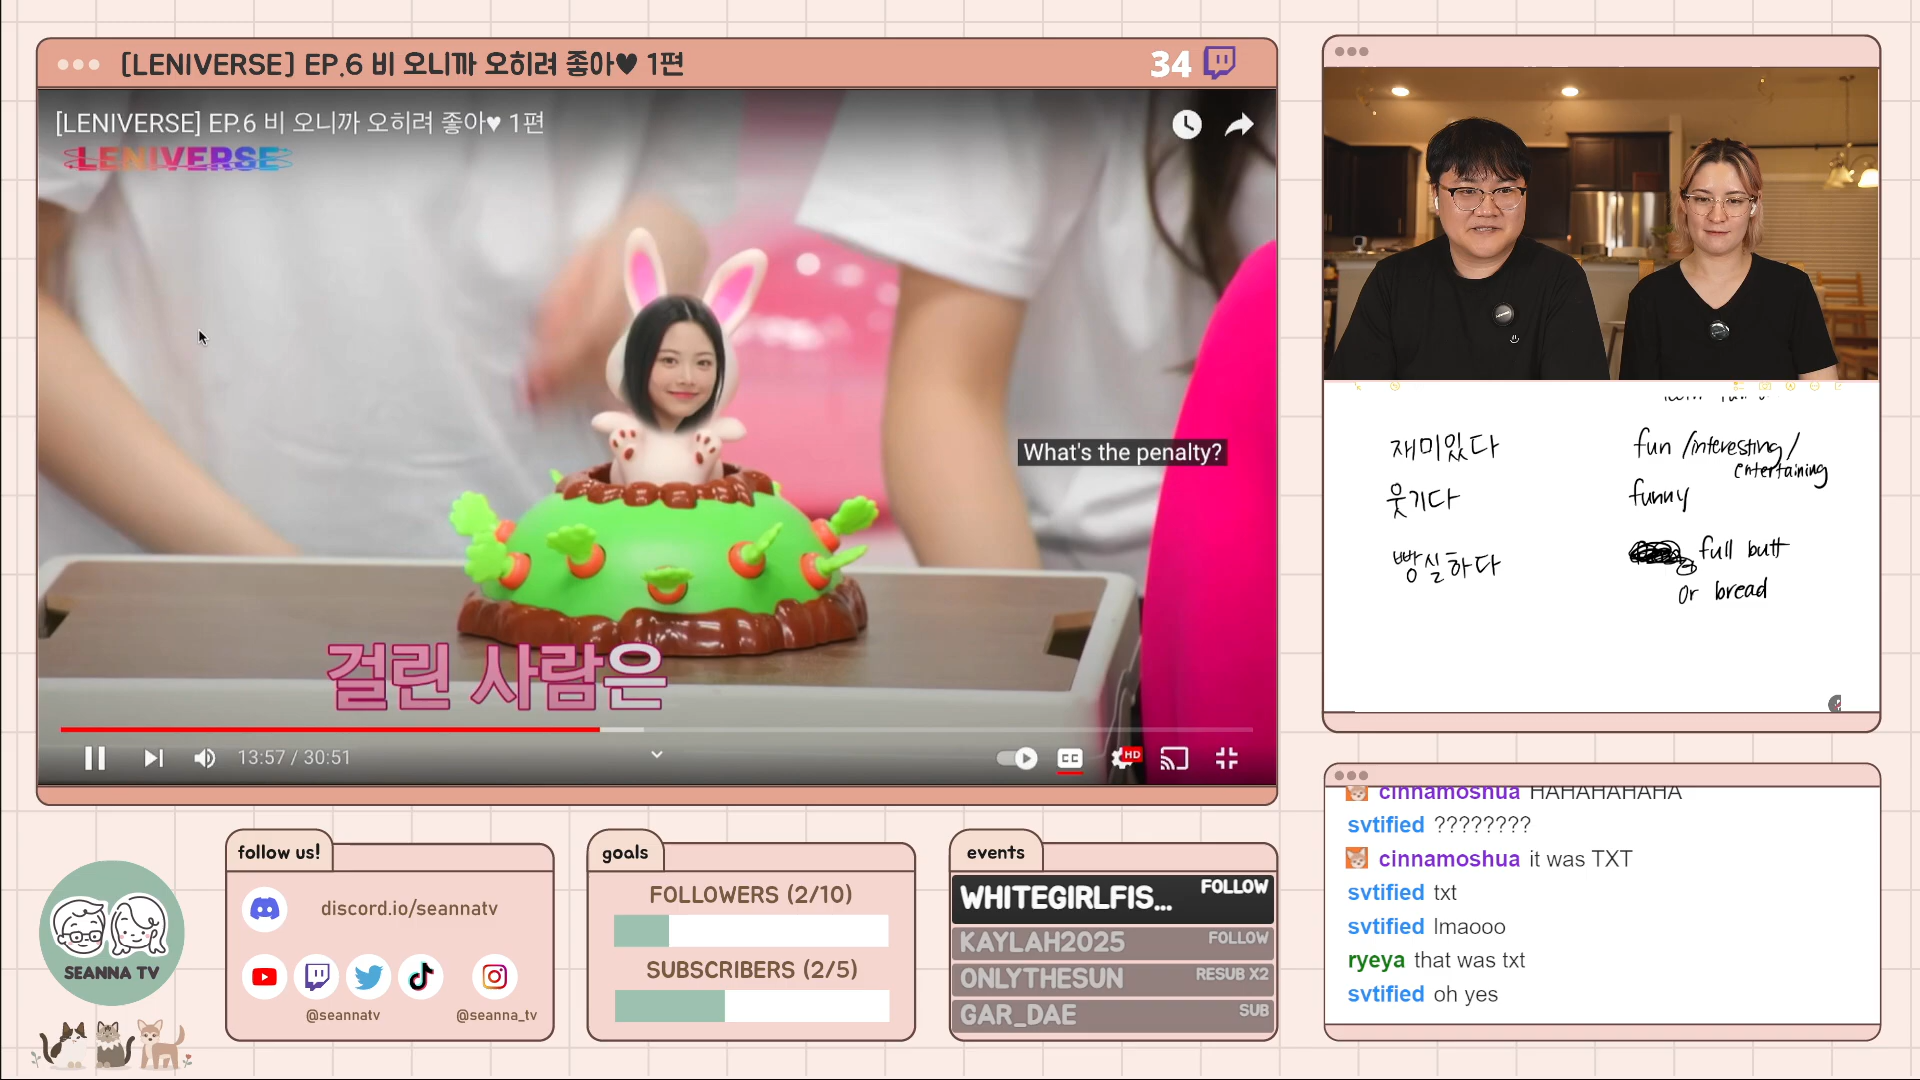 [LENIVERSE] EP.6 비 오니까 오히려 좋아♥ 1편
34
[LENIVERSE] EP.6 비 오니까 오히려 좋아♥ 1편
LENIVERSE
What's the penalty?
걸린 사람은
13:57 / 30:51
CC
HD
재미있다 fun /interesting/
entertaining
웃기다 funny
빵실하다 full butt
or bread
cinnamoshua HAHAHAHAHA
svtified ????????
cinnamoshua it was TXT
svtified txt
svtified lmaooo
ryeya that was txt
svtified oh yes
SEANNA TV
follow us!
discord.io/seannatv
@seannatv
@seanna_tv
goals
FOLLOWERS (2/10)
SUBSCRIBERS (2/5)
events
WHITEGIRLFIS... FOLLOW
KAYLAH2025 FOLLOW
ONLYTHESUN RESUB X2
GAR_DAE SUB